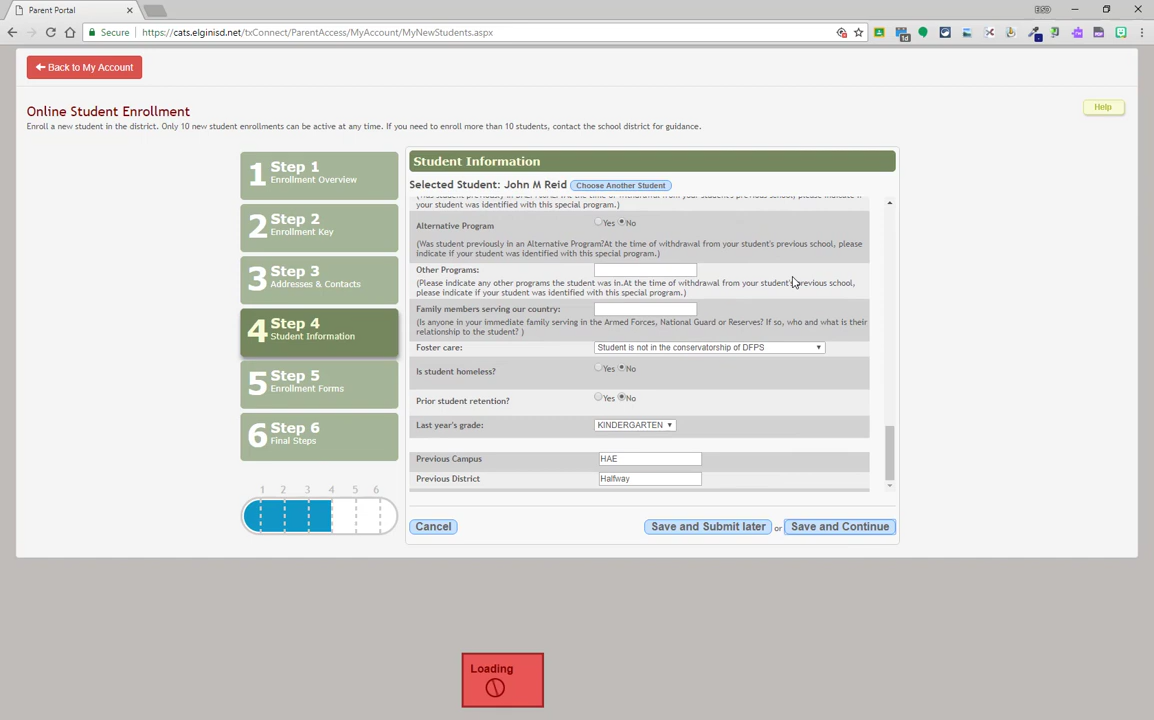 Parent Portal
EISD
Secure
https://cats.elginisd.net/txConnect/ParentAccess/MyAccount/MyNewStudents.aspx
1d
Back to My Account
Online Student Enrollment
Help
Enroll a new student in the district. Only 10 new student enrollments can be active at any time. If you need to enroll more than 10 students, contact the school district for guidance.
1 Step 1
Enrollment Overview
2 Step 2
Enrollment Key
3 Step 3
Addresses & Contacts
4 Step 4
Student Information
5 Step 5
Enrollment Forms
6 Step 6
Final Steps
1 2 3 4 5 6
Student Information
Selected Student: John M Reid Choose Another Student
your student was identified with this special program.)
Alternative Program Yes No
(Was student previously in an Alternative Program?At the time of withdrawal from your student's previous school, please
indicate if your student was identified with this special program.)
Other Programs:
(Please indicate any other programs the student was in.At the time of withdrawal from your student's previous school,
please indicate if your student was identified with this special program.)
Family members serving our country:
(Is anyone in your immediate family serving in the Armed Forces, National Guard or Reserves? If so, who and what is their
relationship to the student? )
Foster care: Student is not in the conservatorship of DFPS
Is student homeless? Yes No
Prior student retention? Yes No
Last year's grade: KINDERGARTEN
Previous Campus HAE
Previous District Halfway
Cancel Save and Submit later or Save and Continue
Loading